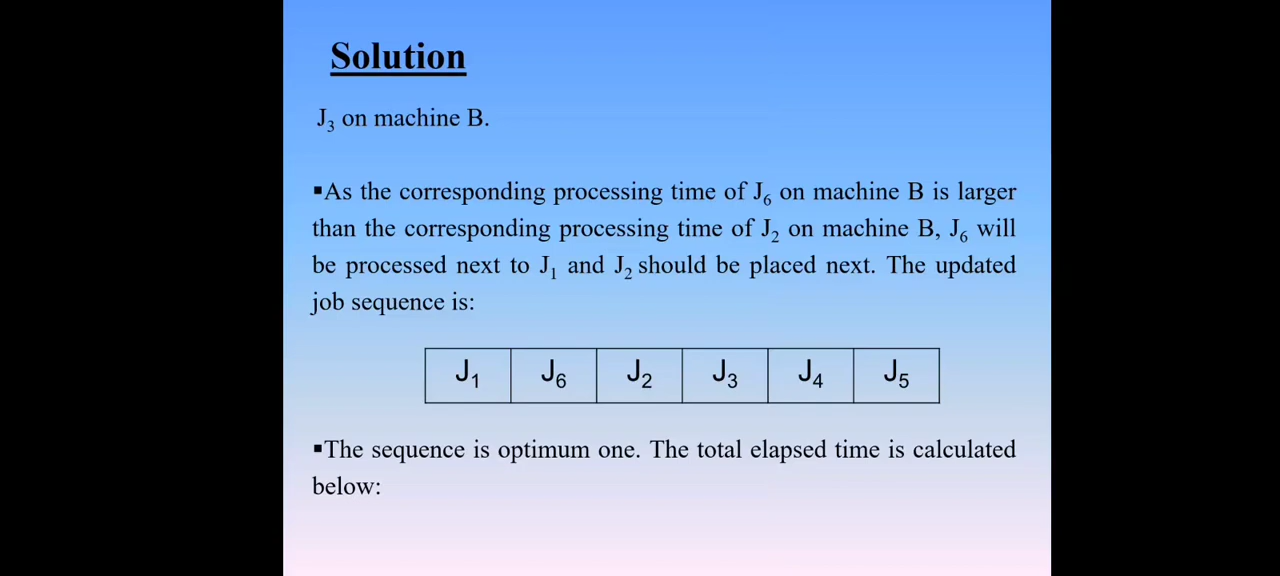 Solution
J₃ on machine B.
▪As the corresponding processing time of J₆ on machine B is larger
than the corresponding processing time of J₂ on machine B, J₆ will
be processed next to J₁ and J₂ should be placed next. The updated
job sequence is:
J₁ J₆ J₂ J₃ J₄ J₅
▪The sequence is optimum one. The total elapsed time is calculated
below: